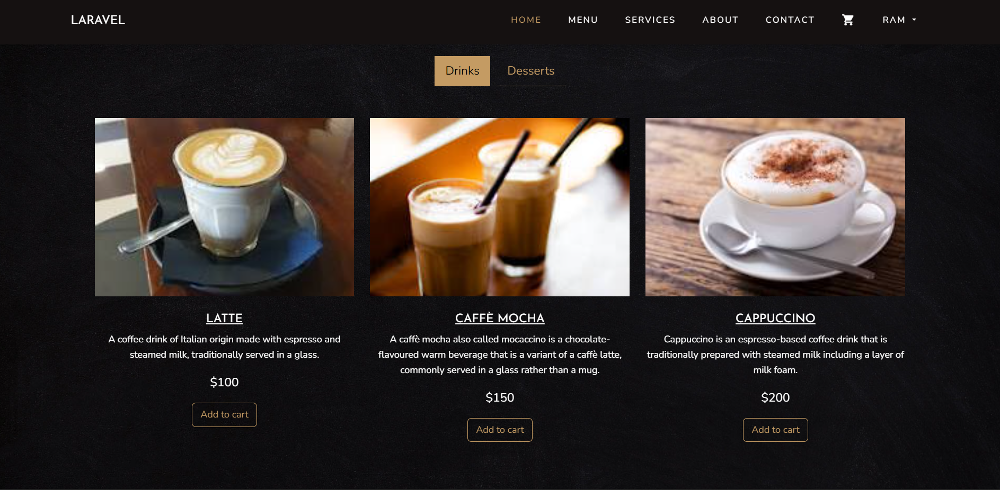 LARAVEL
HOME MENU SERVICES ABOUT CONTACT RAM
Drinks Desserts
LATTE
A coffee drink of Italian origin made with espresso and
steamed milk, traditionally served in a glass.
$100
Add to cart
CAFFÈ MOCHA
A caffè mocha also called mocaccino is a chocolate-
flavoured warm beverage that is a variant of a caffè latte,
commonly served in a glass rather than a mug.
$150
Add to cart
CAPPUCCINO
Cappuccino is an espresso-based coffee drink that is
traditionally prepared with steamed milk including a layer of
milk foam.
$200
Add to cart